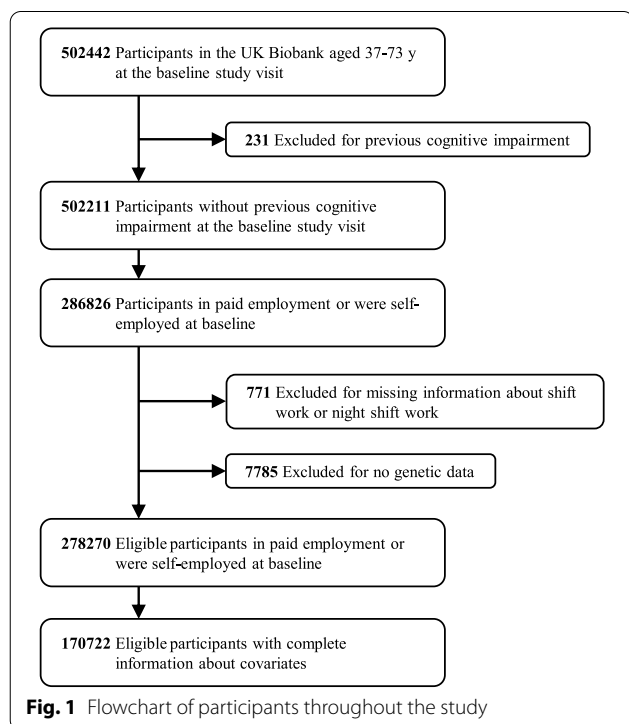 502442 Participants in the UK Biobank aged 37-73 y
at the baseline study visit
231 Excluded for previous cognitive impairment
502211 Participants without previous cognitive
impairment at the baseline study visit
286826 Participants in paid employment or were self-
employed at baseline
771 Excluded for missing information about shift
work or night shift work
7785 Excluded for no genetic data
278270 Eligible participants in paid employment or
were self-employed at baseline
170722 Eligible participants with complete
information about covariates
Fig. 1 Flowchart of participants throughout the study